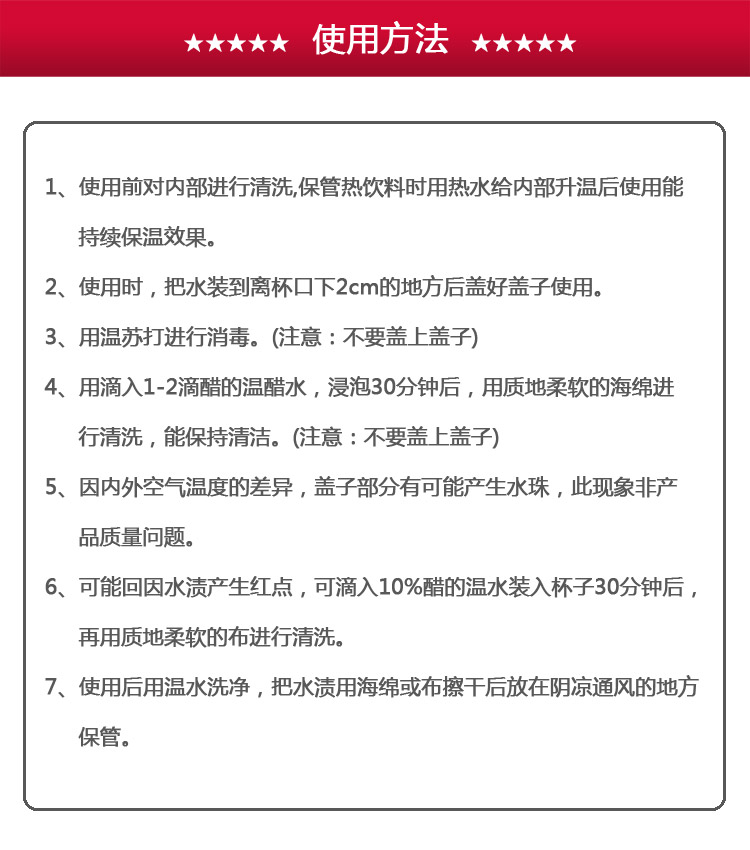 ★★★★★ 使用方法 ★★★★★
1、使用前对内部进行清洗,保管热饮料时用热水给内部升温后使用能
持续保温效果。
2、使用时，把水装到离杯口下2cm的地方后盖好盖子使用。
3、用温苏打进行消毒。(注意：不要盖上盖子)
4、用滴入1-2滴醋的温醋水，浸泡30分钟后，用质地柔软的海绵进
行清洗，能保持清洁。(注意：不要盖上盖子)
5、因内外空气温度的差异，盖子部分有可能产生水珠，此现象非产
品质量问题。
6、可能回因水渍产生红点，可滴入10%醋的温水装入杯子30分钟后，
再用质地柔软的布进行清洗。
7、使用后用温水洗净，把水渍用海绵或布擦干后放在阴凉通风的地方
保管。